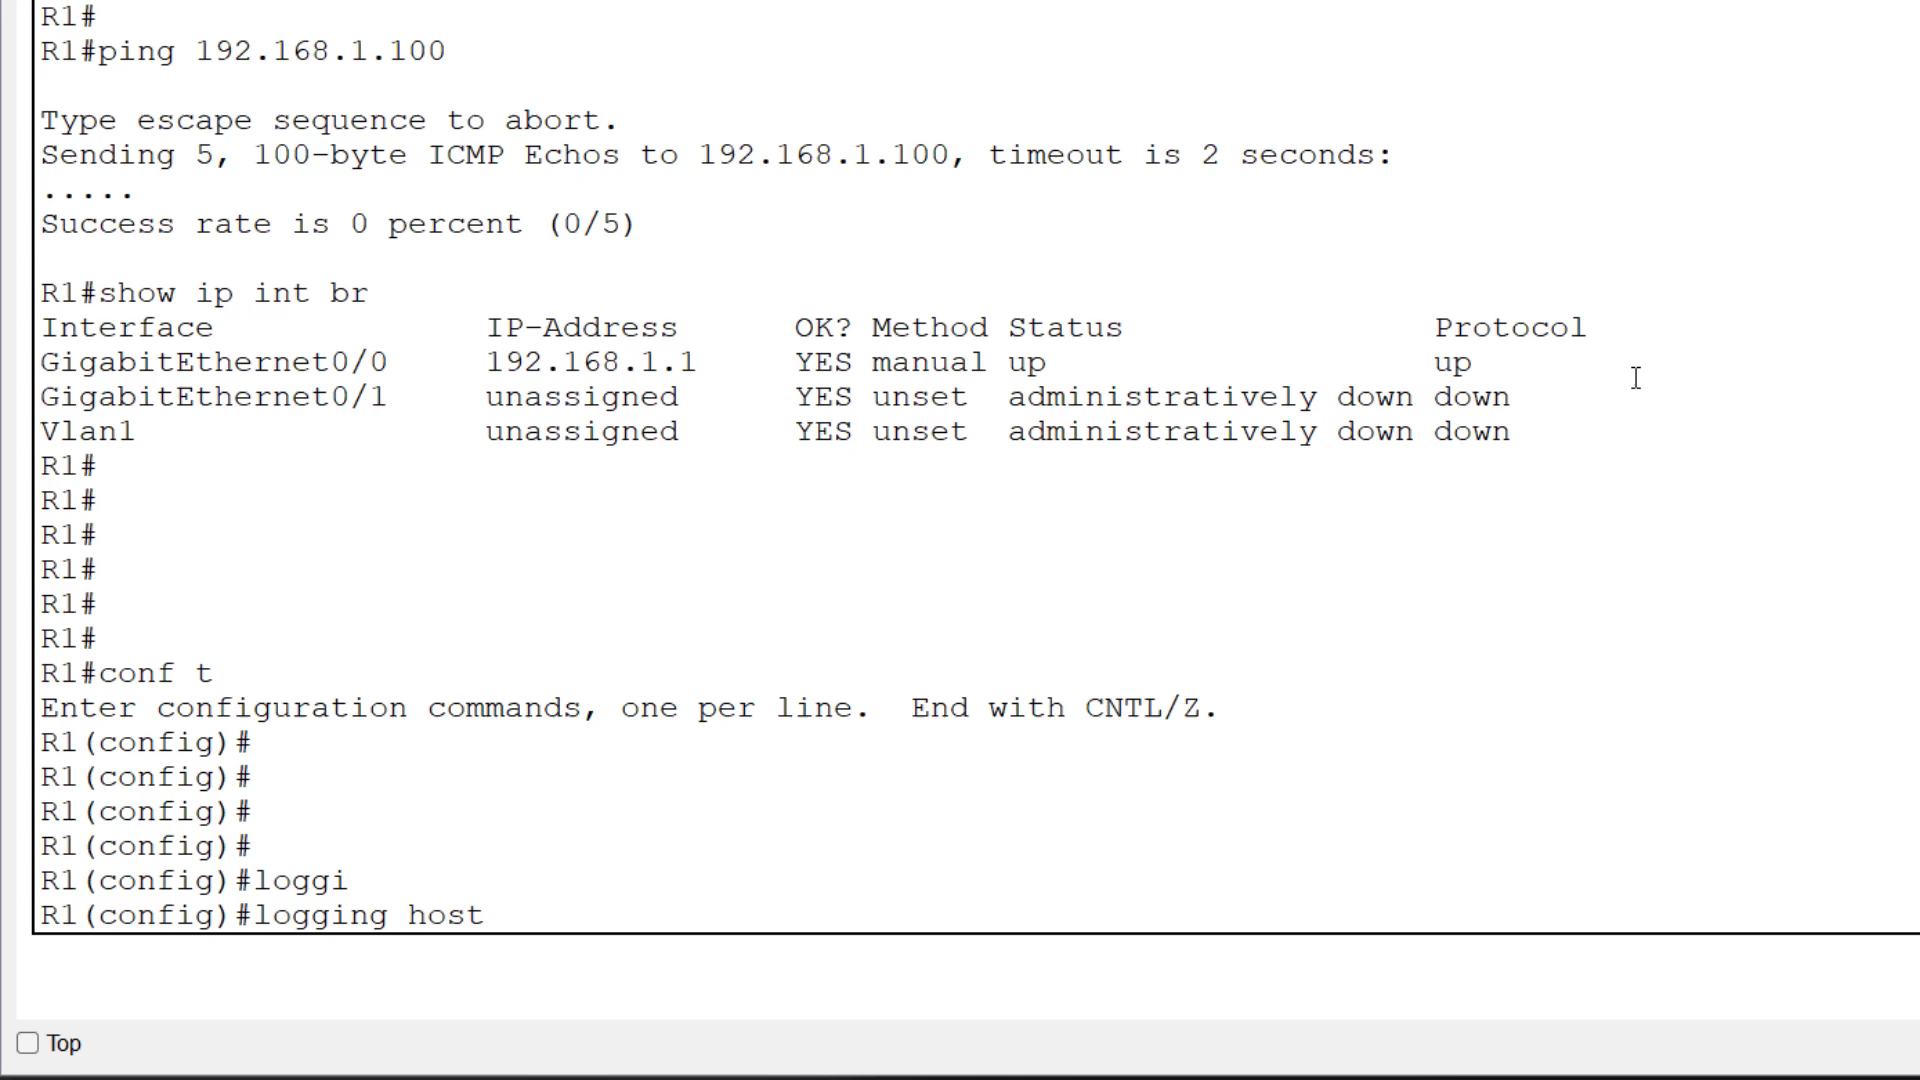 R1#
R1#ping 192.168.1.100
Type escape sequence to abort.
Sending 5, 100-byte ICMP Echos to 192.168.1.100, timeout is 2 seconds:
.....
Success rate is 0 percent (0/5)
R1#show ip int br
Interface IP-Address OK? Method Status Protocol
GigabitEthernet0/0 192.168.1.1 YES manual up up
GigabitEthernet0/1 unassigned YES unset administratively down down
Vlan1 unassigned YES unset administratively down down
R1#
R1#
R1#
R1#
R1#
R1#
R1#conf t
Enter configuration commands, one per line. End with CNTL/Z.
R1(config)#
R1(config)#
R1(config)#
R1(config)#
R1(config)#loggi
R1(config)#logging host
Top